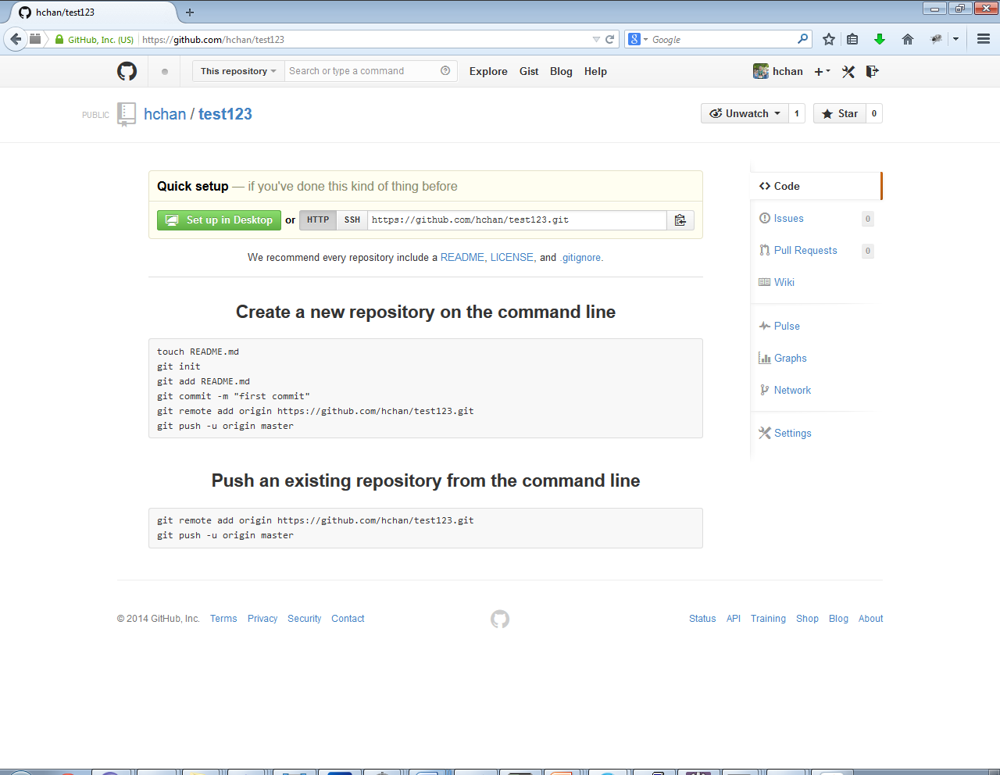 hchan/test123
GitHub, Inc. (US) https://github.com/hchan/test123 Google
This repository Search or type a command Explore Gist Blog Help hchan
PUBLIC hchan / test123 Unwatch 1 Star 0
Quick setup — if you've done this kind of thing before
Set up in Desktop or HTTP SSH https://github.com/hchan/test123.git
We recommend every repository include a README, LICENSE, and .gitignore.
Create a new repository on the command line
touch README.md
git init
git add README.md
git commit -m "first commit"
git remote add origin https://github.com/hchan/test123.git
git push -u origin master
Push an existing repository from the command line
git remote add origin https://github.com/hchan/test123.git
git push -u origin master
Code
Issues 0
Pull Requests 0
Wiki
Pulse
Graphs
Network
Settings
© 2014 GitHub, Inc. Terms Privacy Security Contact
Status API Training Shop Blog About